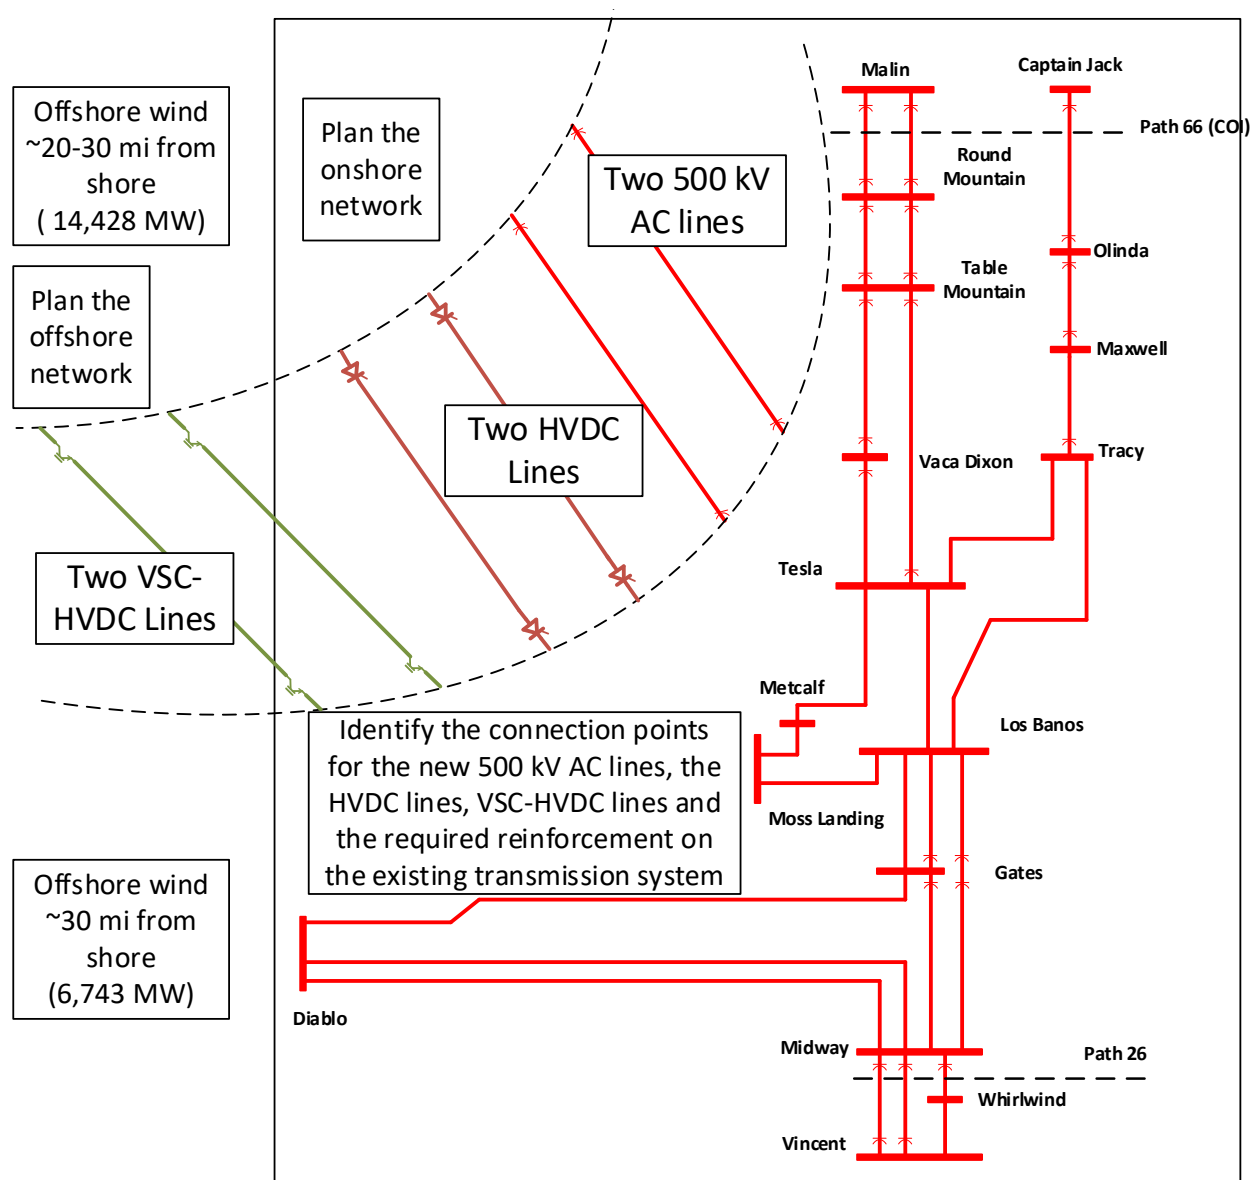 Offshore wind
~20-30 mi from
shore
( 14,428 MW)
Plan the
onshore
network
Plan the
offshore
network
Two 500 kV
AC lines
Two HVDC
Lines
Two VSC-
HVDC Lines
Identify the connection points
for the new 500 kV AC lines, the
HVDC lines, VSC-HVDC lines and
the required reinforcement on
the existing transmission system
Offshore wind
~30 mi from
shore
(6,743 MW)
Malin
Captain Jack
Path 66 (COI)
Round
Mountain
Olinda
Table
Mountain
Maxwell
Vaca Dixon
Tracy
Tesla
Metcalf
Los Banos
Moss Landing
Gates
Diablo
Midway
Path 26
Whirlwind
Vincent